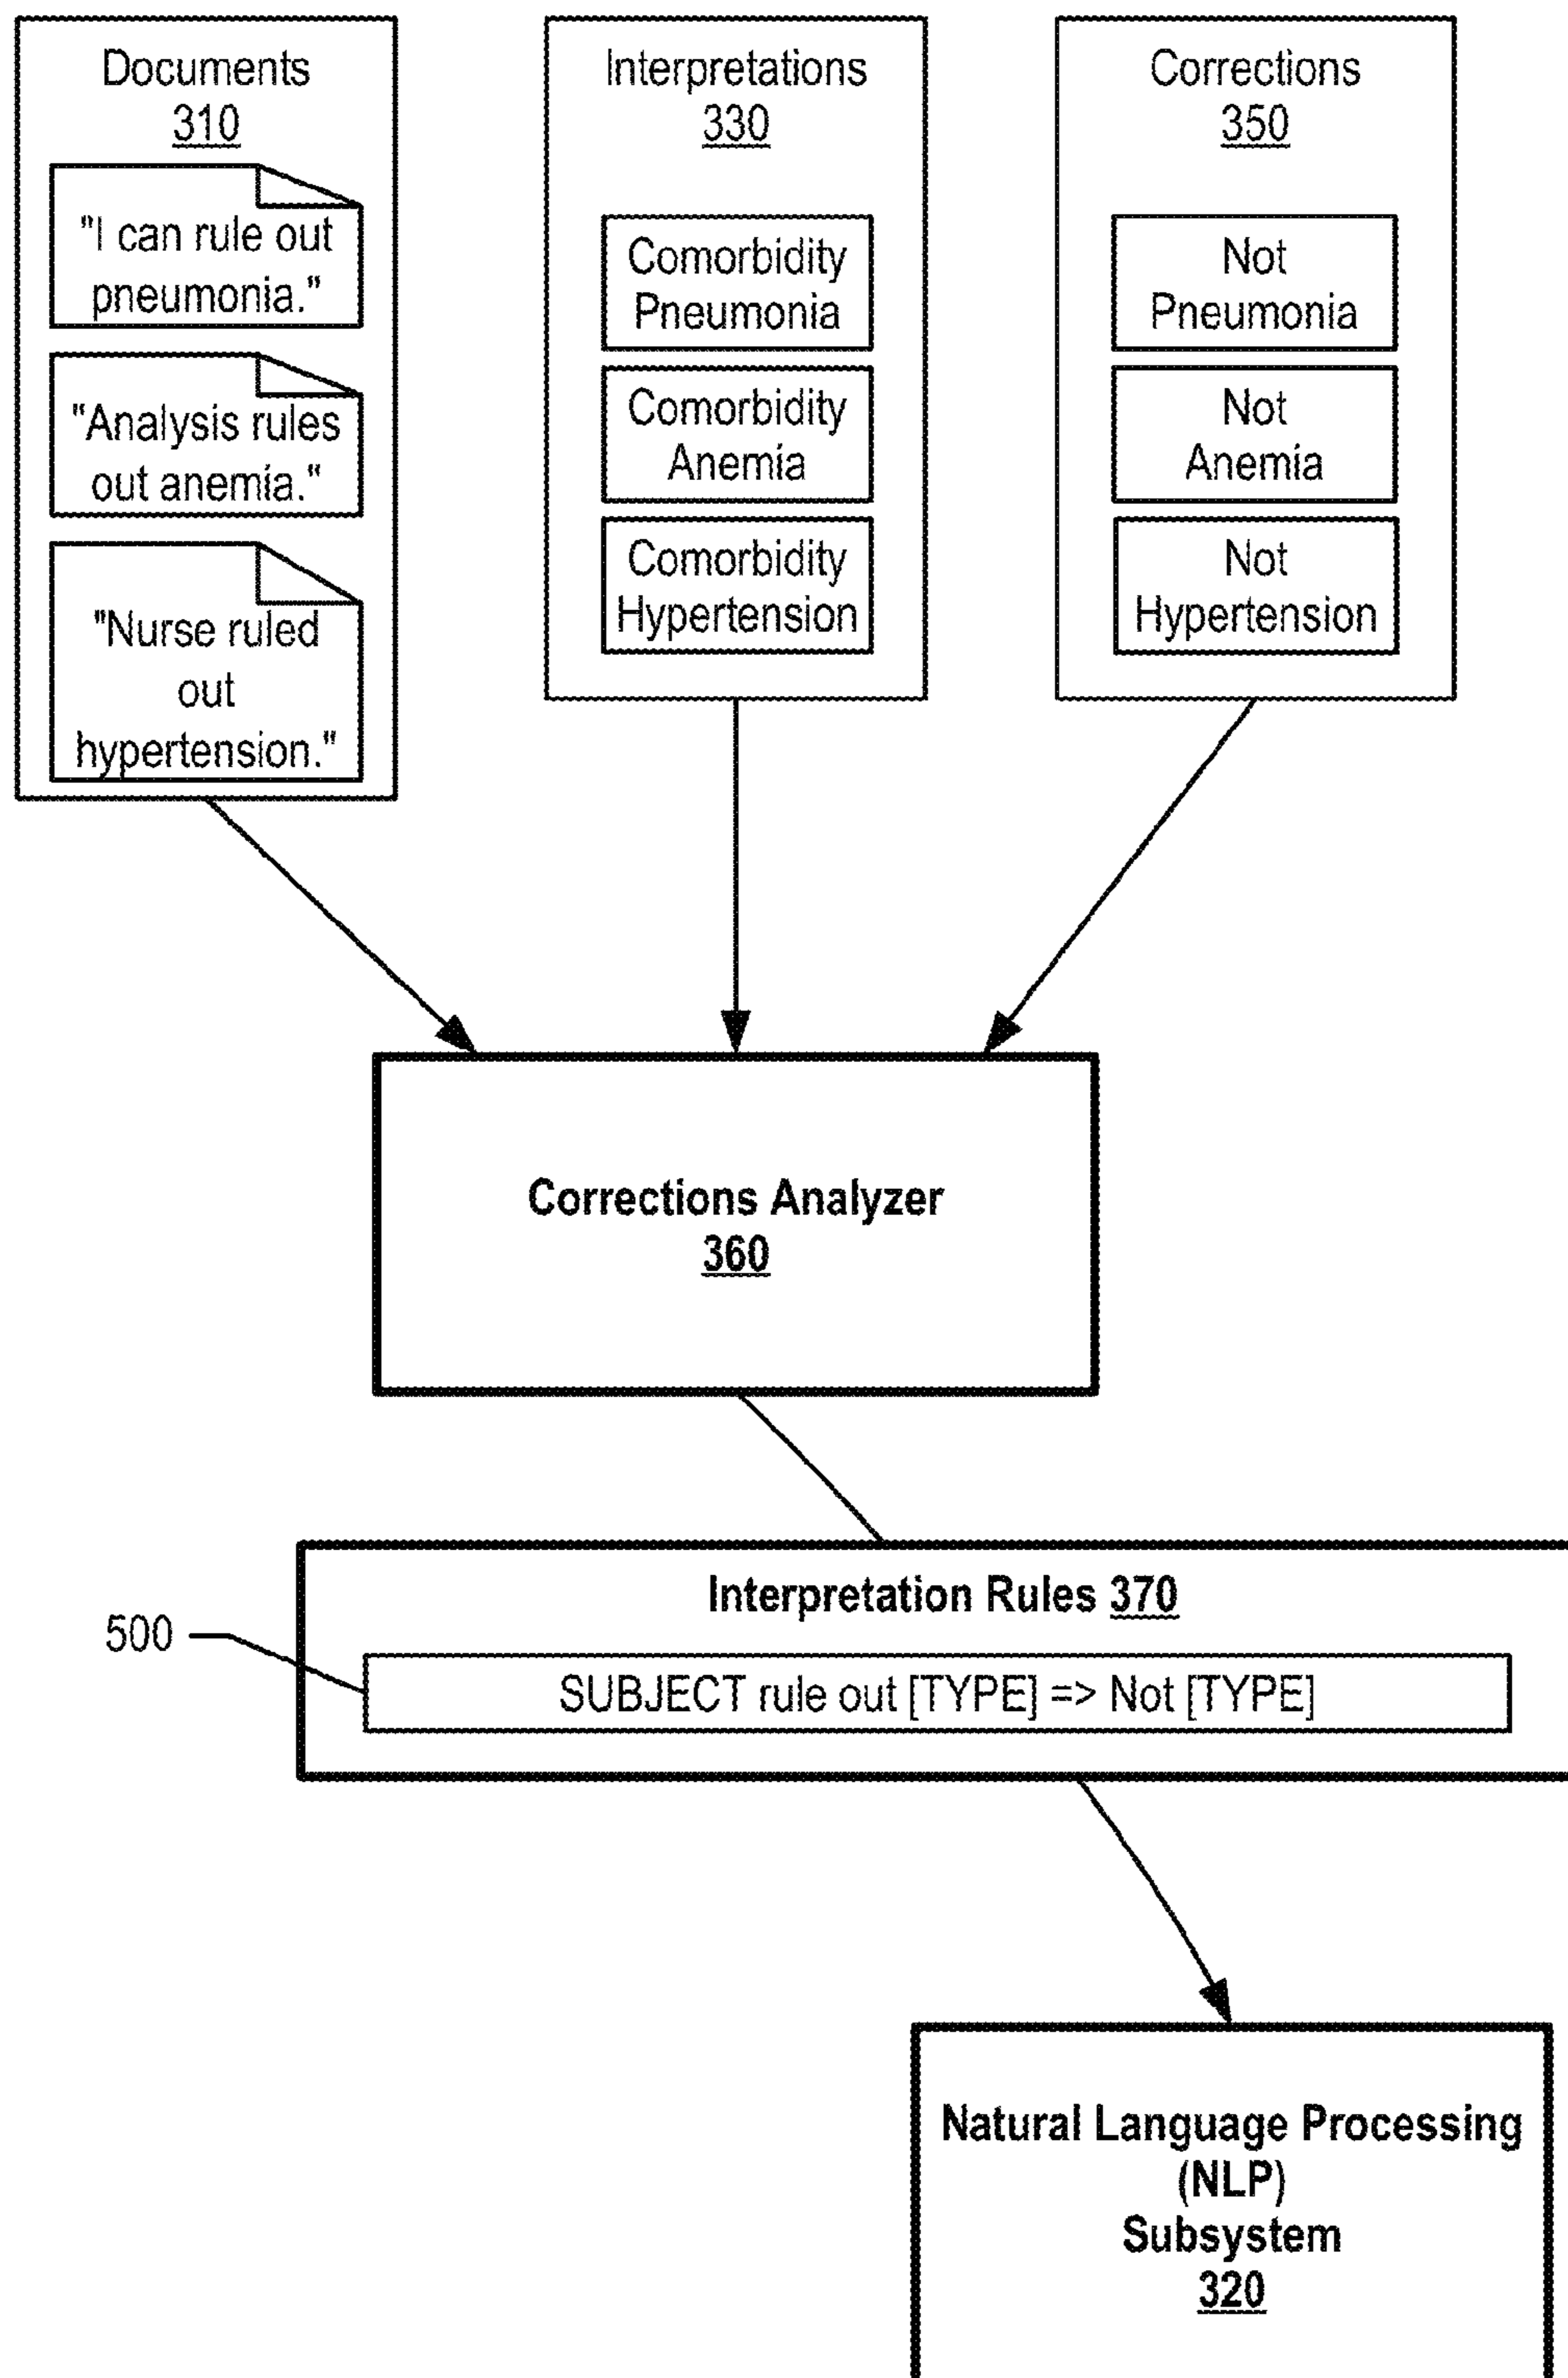 Documents
310
"I can rule out
pneumonia."
"Analysis rules
out anemia."
"Nurse ruled
out
hypertension."
Interpretations
330
Comorbidity
Pneumonia
Comorbidity
Anemia
Comorbidity
Hypertension
Corrections
350
Not
Pneumonia
Not
Anemia
Not
Hypertension
Corrections Analyzer
360
Interpretation Rules 370
500
SUBJECT rule out [TYPE] => Not [TYPE]
Natural Language Processing
(NLP)
Subsystem
320